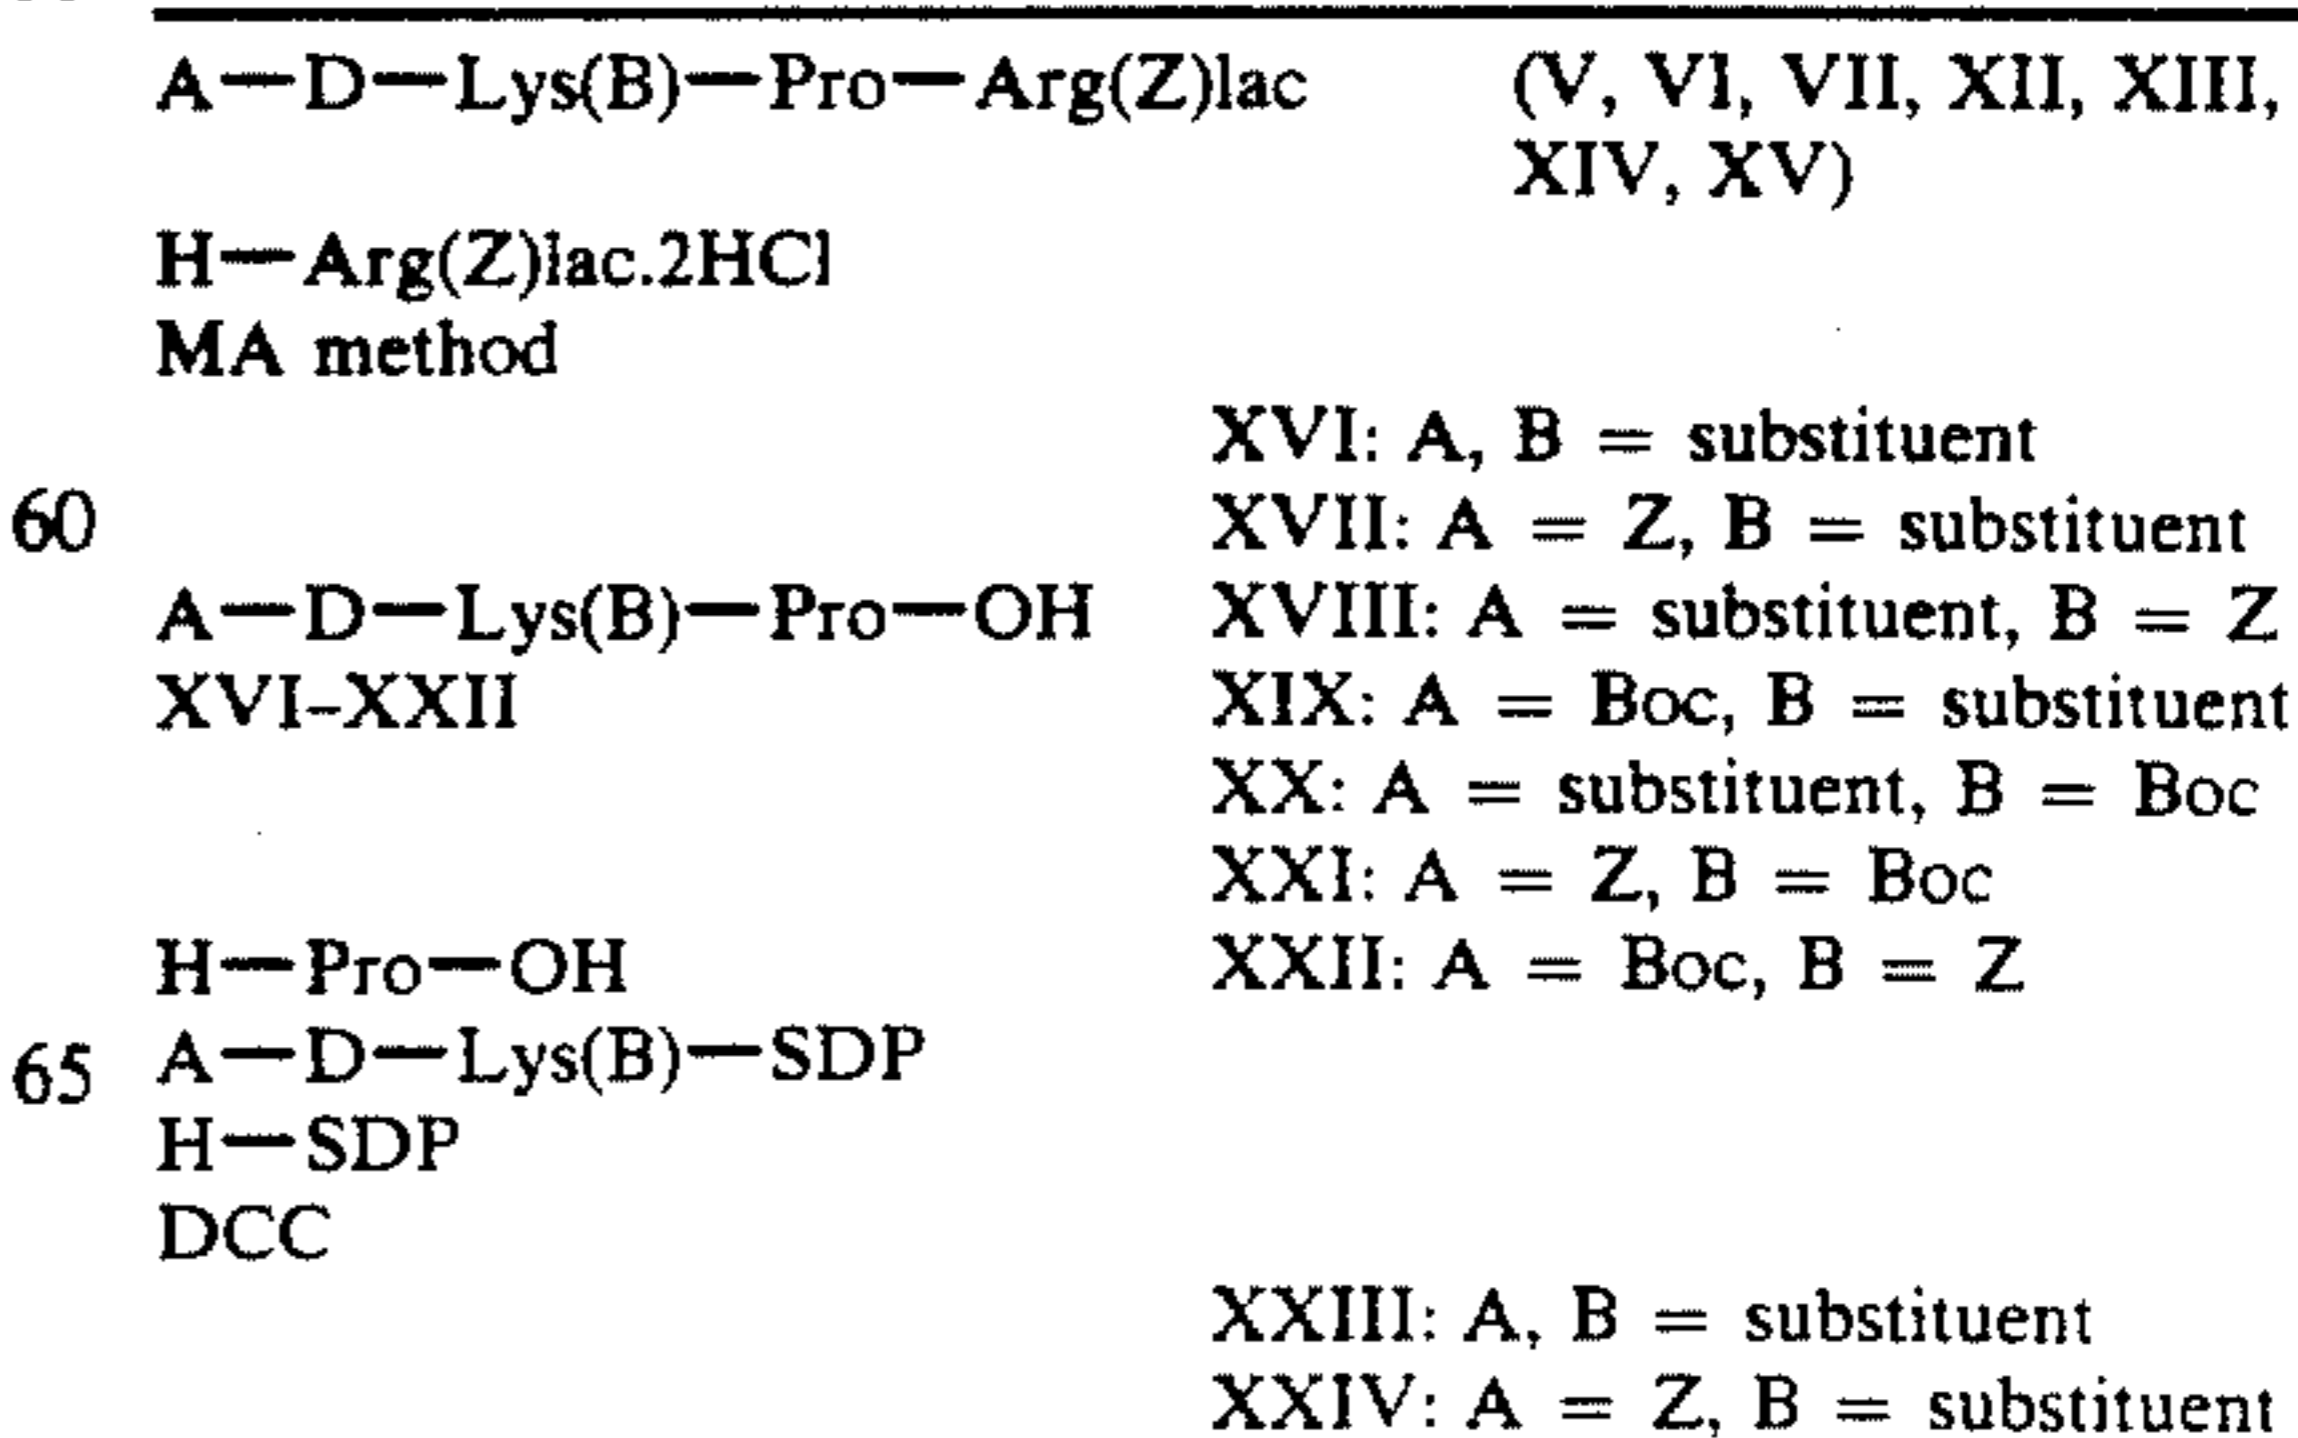 A—D—Lys(B)—Pro—Arg(Z)lac (V, VI, VII, XII, XIII,
XIV, XV)
H—Arg(Z)lac.2HCl
MA method
XVI: A, B = substituent
60 XVII: A = Z, B = substituent
A—D—Lys(B)—Pro—OH XVIII: A = substituent, B = Z
XVI–XXII XIX: A = Boc, B = substituent
XX: A = substituent, B = Boc
XXI: A = Z, B = Boc
H—Pro—OH XXII: A = Boc, B = Z
65 A—D—Lys(B)—SDP
H—SDP
DCC
XXIII: A, B = substituent
XXIV: A = Z, B = substituent